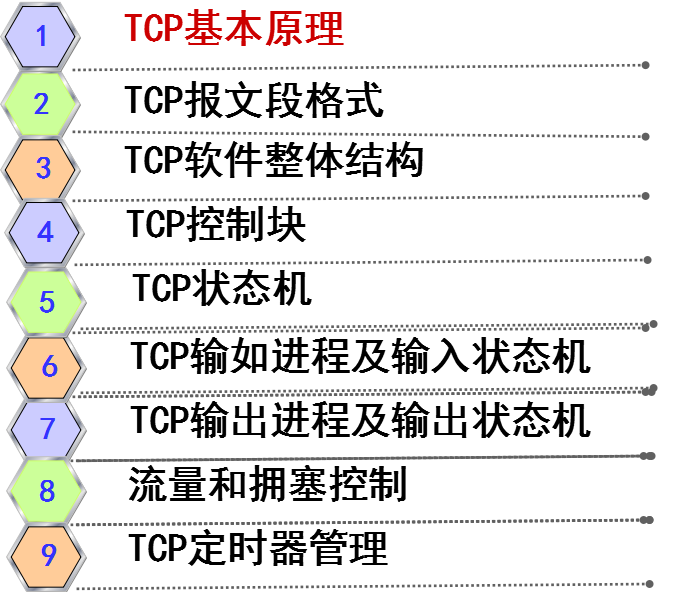 1 TCP基本原理
2 TCP报文段格式
3 TCP软件整体结构
4 TCP控制块
5 TCP状态机
6 TCP输如进程及输入状态机
7 TCP输出进程及输出状态机
8 流量和拥塞控制
9 TCP定时器管理